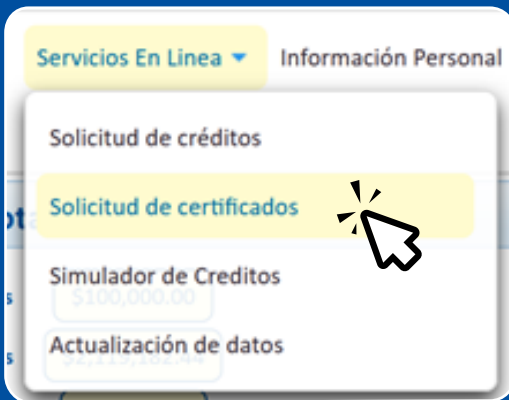 Servicios En Linea Información Personal
Solicitud de créditos
Solicitud de certificados
Simulador de Creditos
$100,000.00
Actualización de datos